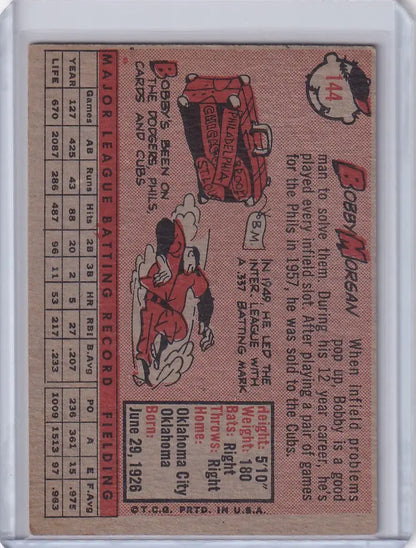 144
BOBBY MORGAN
When infield problems
pop up, Bobby is a good
man to solve them. During his 12 year career, he's
played every infield slot After playing a pair of games
for the Phils in 1957, he was sold to the Cubs.
PHILADELPHIA
CHICAGO
ST. L.
B.M.
BOBBY'S BEEN ON
THE DODGERS, PHILS,
CARDS AND CUBS
IN 1949, HE LED THE
INTER. LEAGUE WITH
A .337 BATTING MARK
Height: 5'10"
Weight: 180
Bats: Right
Throws: Right
Home:
Oklahoma City
Oklahoma
Born:
June 29, 1926
MAJOR LEAGUE BATTING RECORD FIELDING
Games AB Runs Hits 2B 3B HR RBI B.Avg PO A E F.Avg
YEAR 127 425 43 88 20 2 5 27 .207 239 361 15 .975
LIFE 670 2087 286 487 96 11 53 217 .233 1009 1513 97 .963
© T.C.G. PRTD. IN U.S.A.